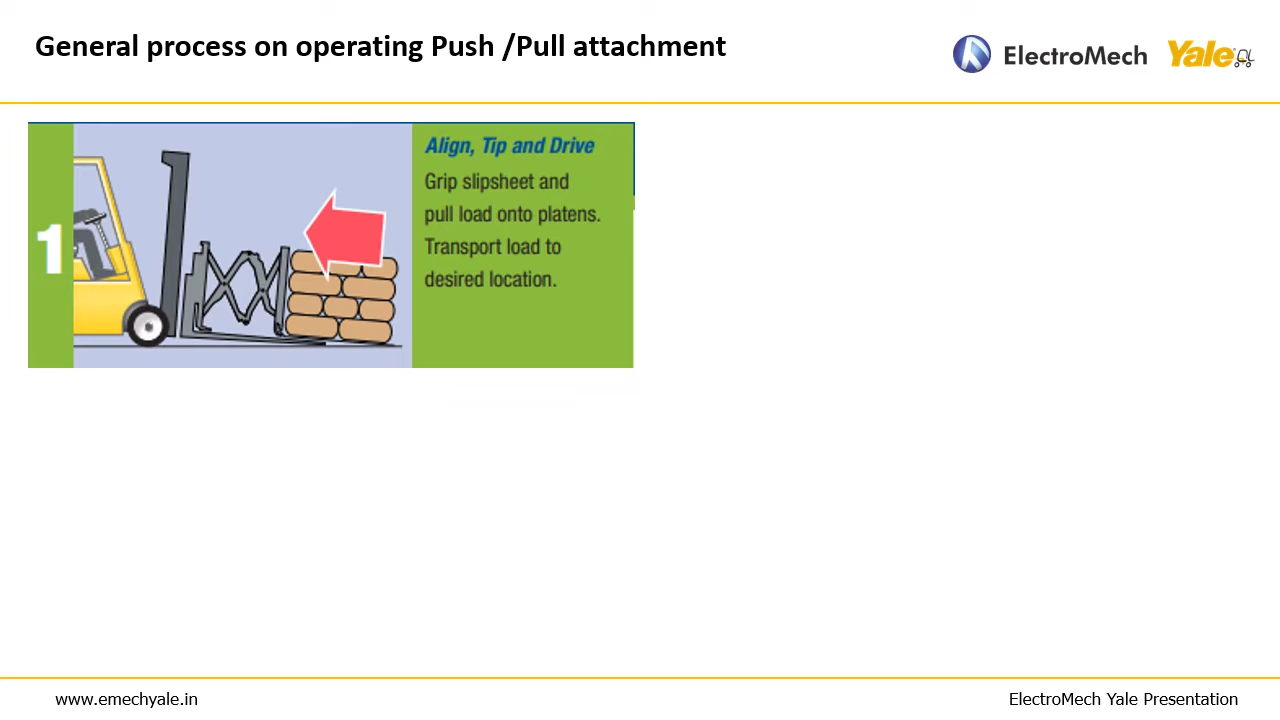 General process on operating Push /Pull attachment
ElectroMech
Yale
1
Align, Tip and Drive
Grip slipsheet and
pull load onto platens.
Transport load to
desired location.
www.emechyale.in
ElectroMech Yale Presentation